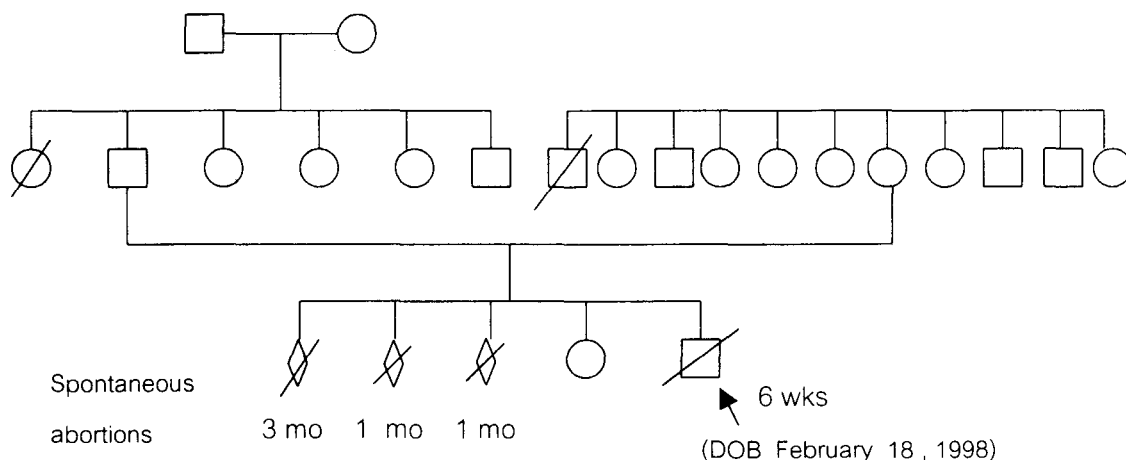 Spontaneous
abortions
3 mo 1 mo 1 mo
6 wks
(DOB February 18, 1998)